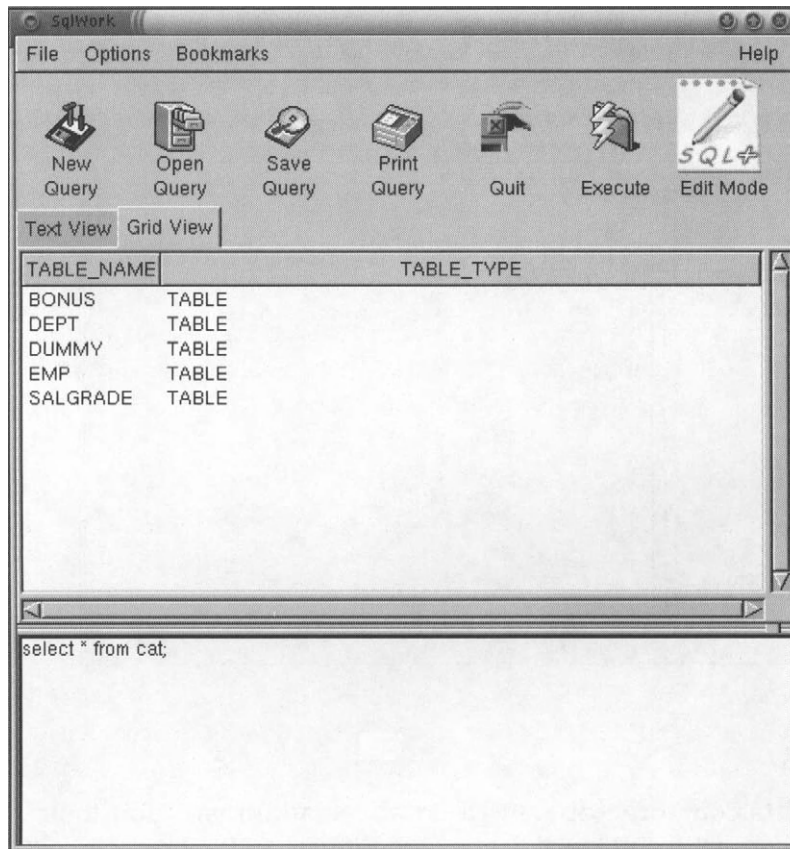 SqlWork
File Options Bookmarks Help
New Query
Open Query
Save Query
Print Query
Quit
Execute
SQL+
Edit Mode
Text View Grid View
TABLE_NAME TABLE_TYPE
BONUS TABLE
DEPT TABLE
DUMMY TABLE
EMP TABLE
SALGRADE TABLE
select * from cat;